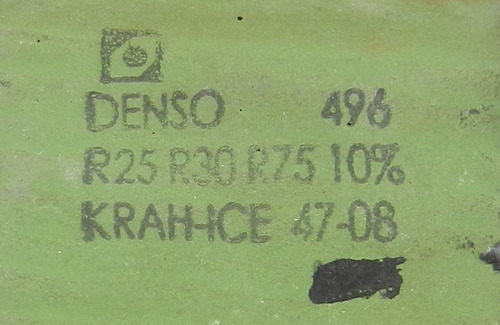 DENSO 496
R25 R30 R75 10%
KRAH-ICE 47-08